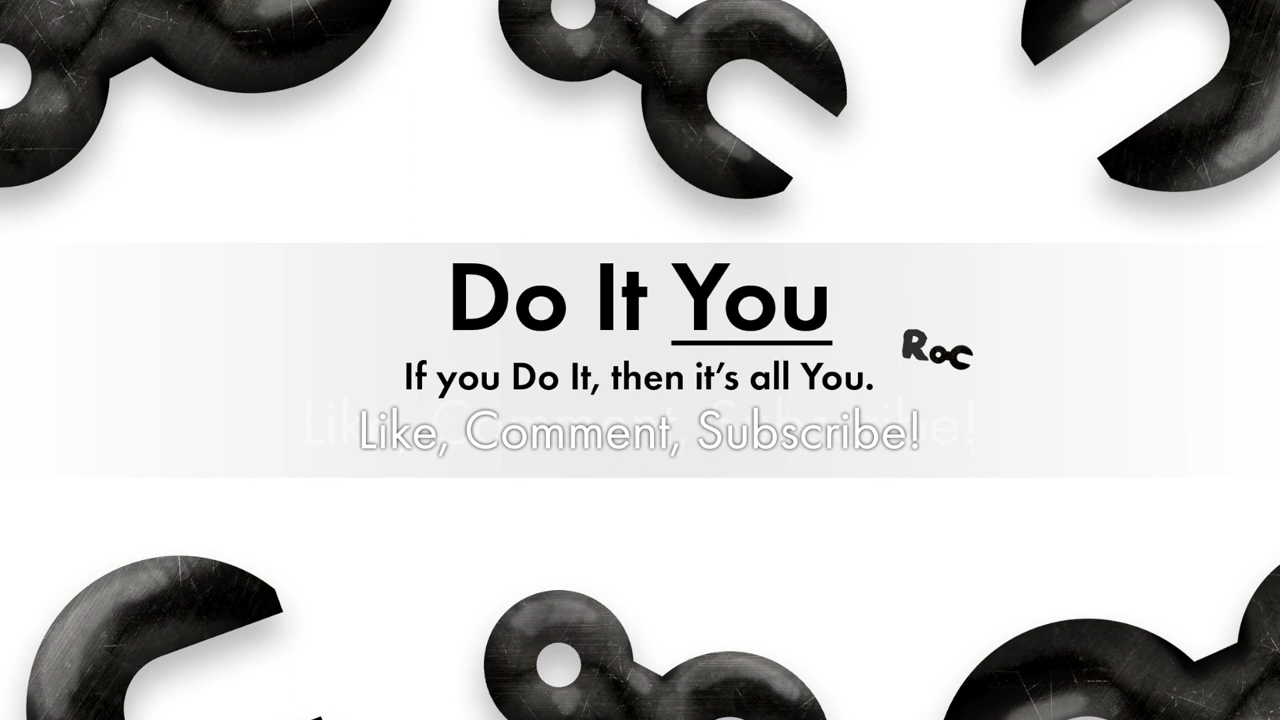 Do It You
If you Do It, then it's all You.
Roc
Like, Comment, Subscribe!